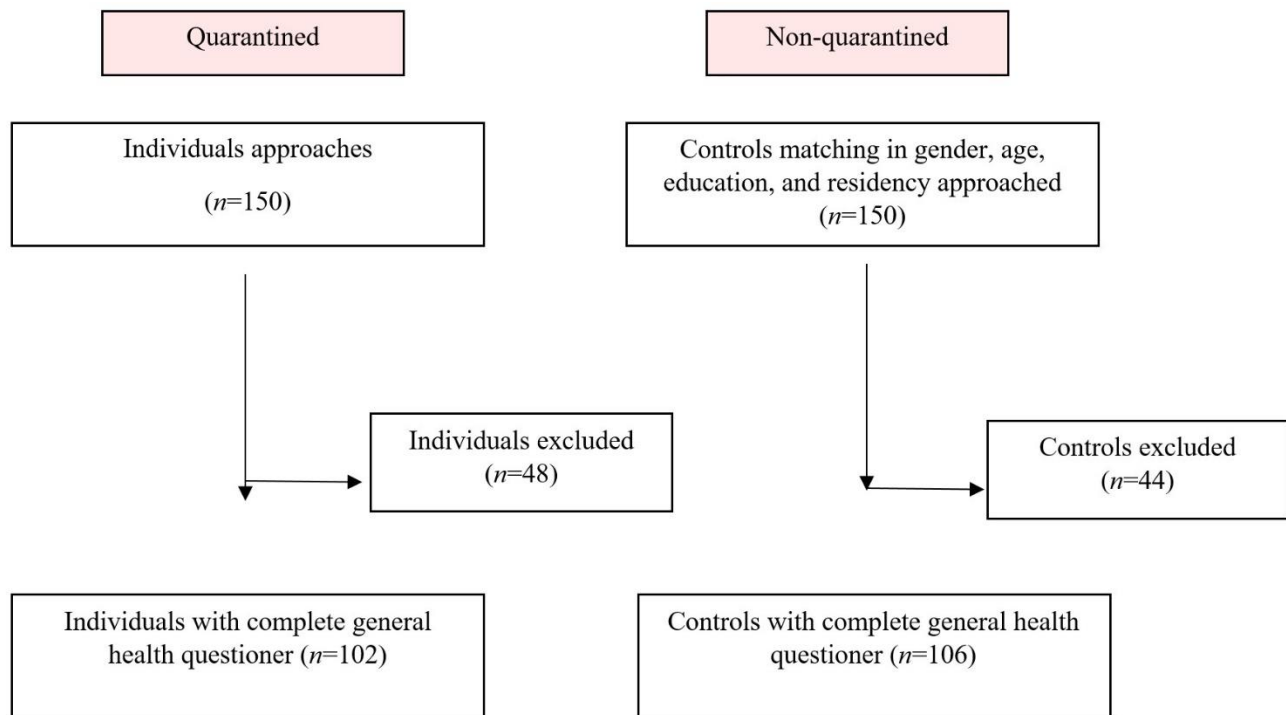 Quarantined
Non-quarantined
Individuals approaches
(n=150)
Controls matching in gender, age,
education, and residency approached
(n=150)
Individuals excluded
(n=48)
Controls excluded
(n=44)
Individuals with complete general
health questioner (n=102)
Controls with complete general health
questioner (n=106)